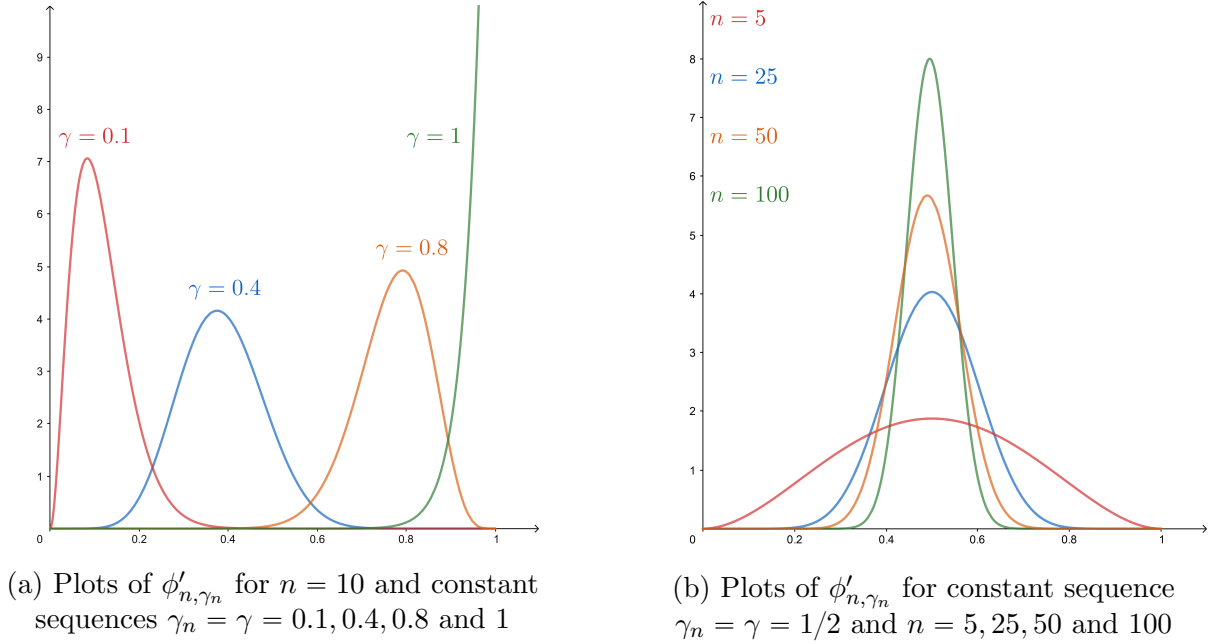 γ = 0.1
γ = 0.4
γ = 0.8
γ = 1
9
8
7
6
5
4
3
2
1
0
0.2
0.4
0.6
0.8
1
(a) Plots of ϕ′n,γn for n = 10 and constant
sequences γn = γ = 0.1, 0.4, 0.8 and 1
n = 5
n = 25
n = 50
n = 100
8
7
6
5
4
3
2
1
0
0.2
0.4
0.6
0.8
1
(b) Plots of ϕ′n,γn for constant sequence
γn = γ = 1/2 and n = 5, 25, 50 and 100